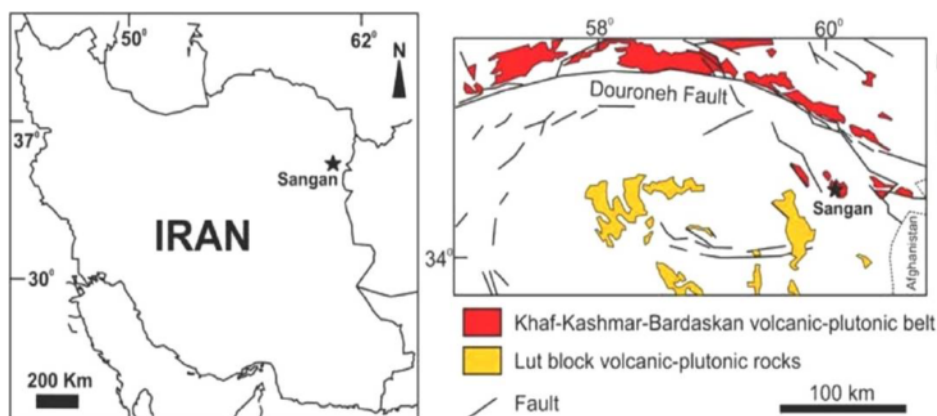 50°
62°
N
37°
Sangan
IRAN
30°
200 Km
58°
60°
Douroneh Fault
Sangan
34°
Afghanistan
Khaf-Kashmar-Bardaskan volcanic-plutonic belt
Lut block volcanic-plutonic rocks
Fault
100 km